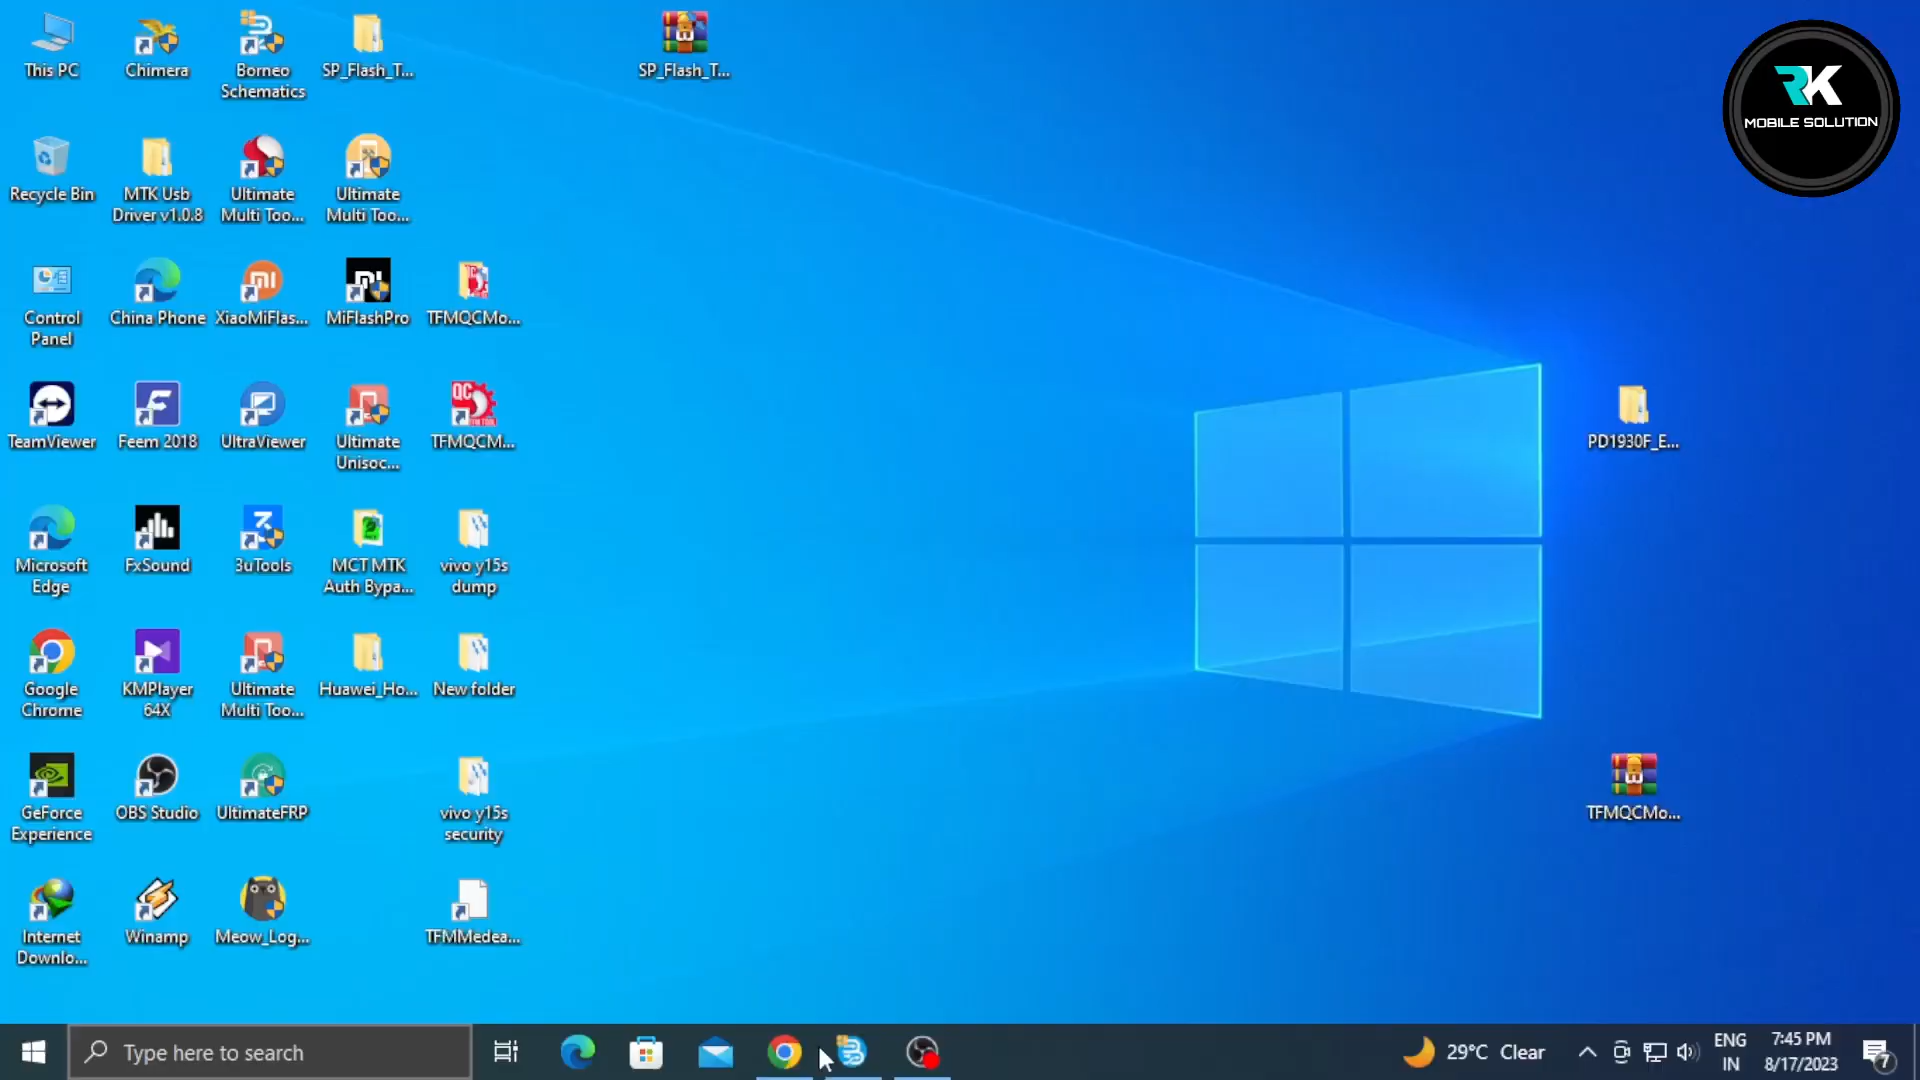 This PC
Chimera
Borneo
Schematics
SP_Flash_T...
SP_Flash_T...
RK
MOBILE SOLUTION
Recycle Bin
MTK Usb
Driver v1.0.8
Ultimate
Multi Too...
Ultimate
Multi Too...
Control
Panel
China Phone
XiaoMiFlas...
MiFlashPro
TFMQCMo...
TeamViewer
Feem 2018
UltraViewer
Ultimate
Unisoc...
QC
TFMQCM...
PD1930F_E...
Microsoft
Edge
FxSound
3uTools
MCT MTK
Auth Bypa...
vivo y15s
dump
Google
Chrome
KMPlayer
64X
Ultimate
Multi Too...
Huawei_Ho...
New folder
GeForce
Experience
OBS Studio
UltimateFRP
vivo y15s
security
TFMQCMo...
Internet
Downlo...
Winamp
Meow_Log...
TFMMedea...
Type here to search
29°C Clear
ENG
IN
7:45 PM
8/17/2023
7